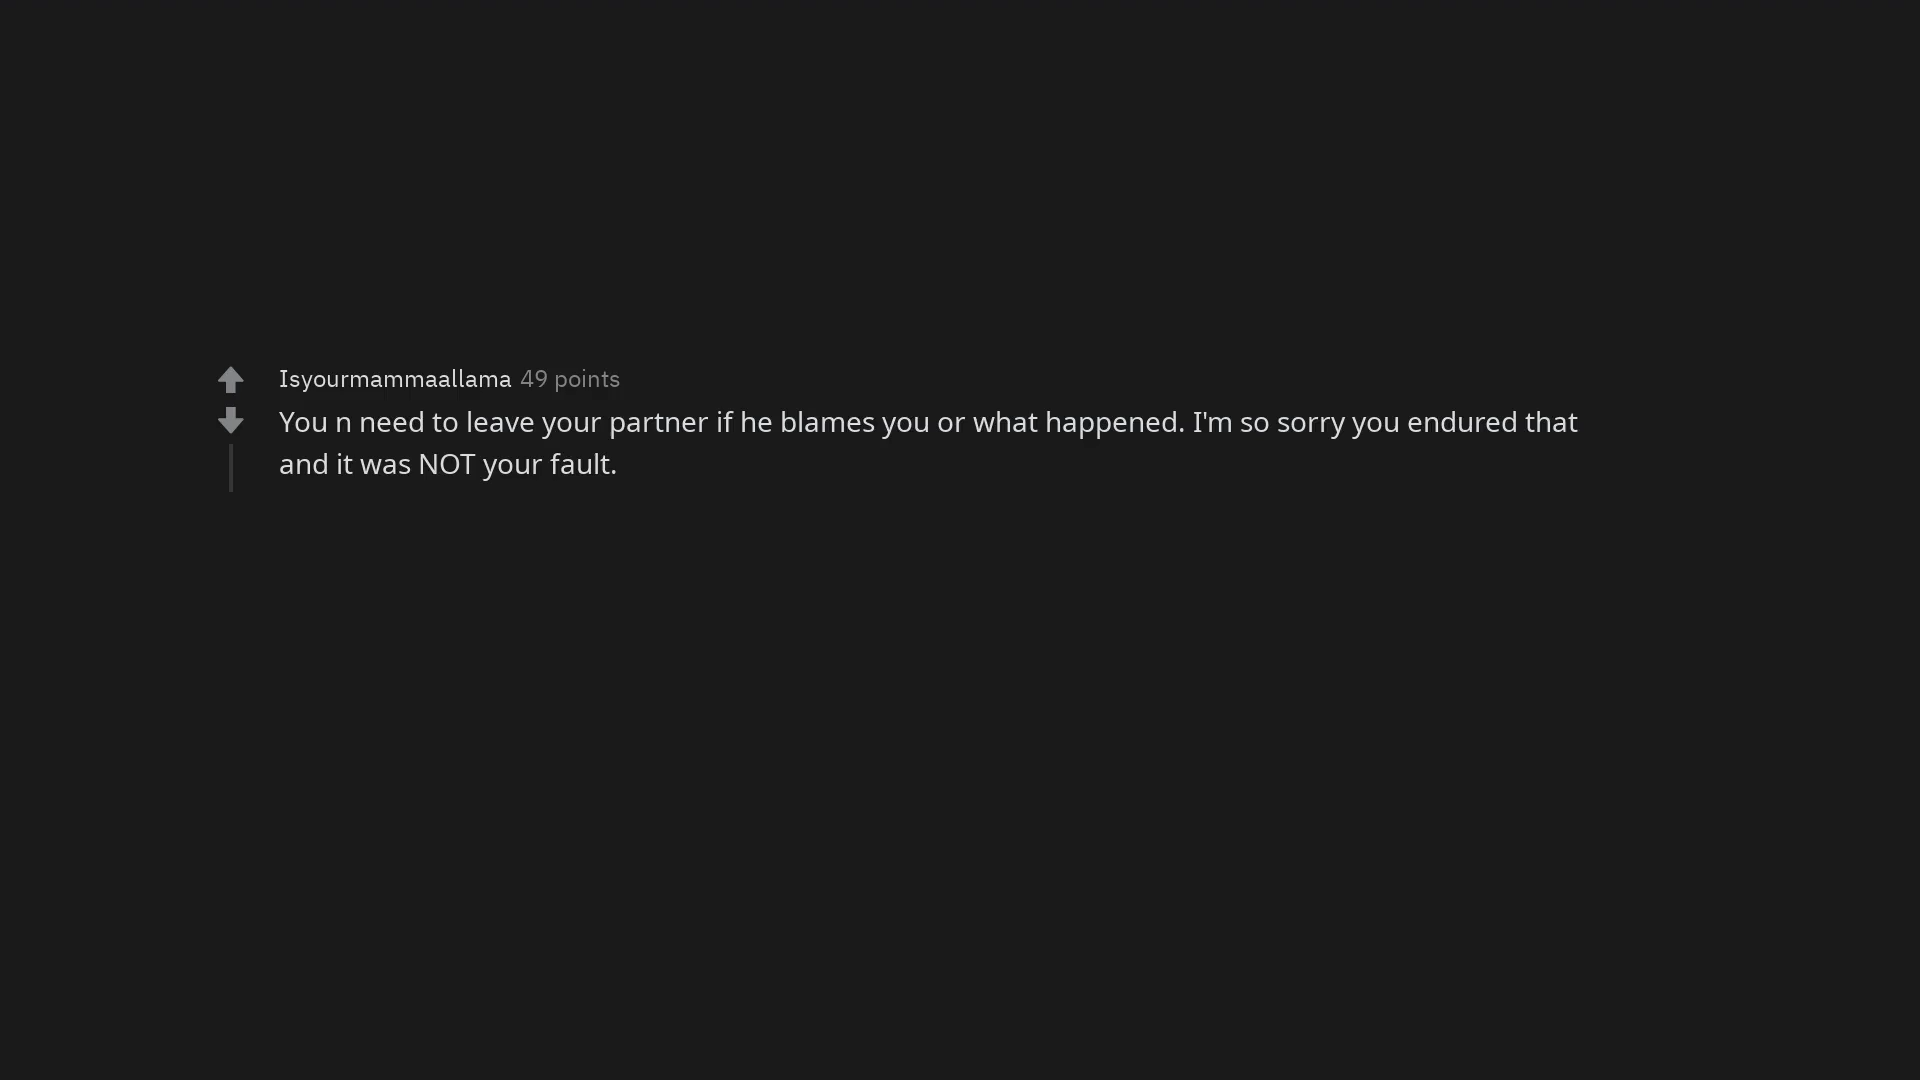 Isyourmammaallama 49 points
You n need to leave your partner if he blames you or what happened. I'm so sorry you endured that
and it was NOT your fault.